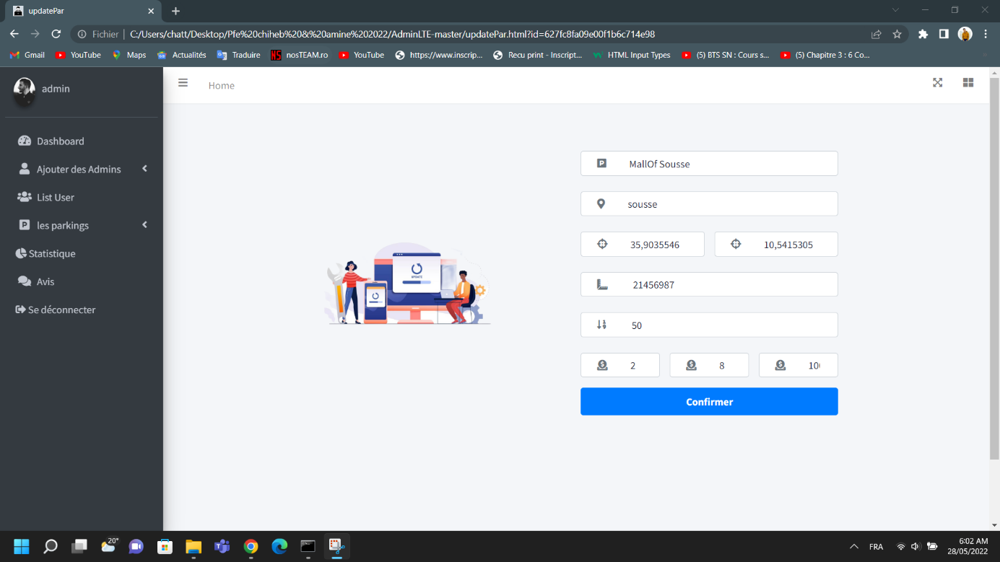 updatePar
Fichier | C:/Users/chatt/Desktop/Pfe%20chiheb%20&%20amine%202022/AdminLTE-master/updatePar.html?id=627fc8fa09e00f1b6c714e98
Gmail YouTube Maps Actualités Traduire NS nosTEAM.ro YouTube https://www.inscrip... Recu print - Inscript... HTML Input Types (5) BTS SN : Cours s... (5) Chapitre 3 : 6 Co...
admin
Home
Dashboard
Ajouter des Admins
List User
P les parkings
Statistique
Avis
Se déconnecter
P MallOf Sousse
sousse
35,9035546 10,5415305
21456987
50
2 8
Confirmer
UPDATE
20°
FRA
6:02 AM
28/05/2022